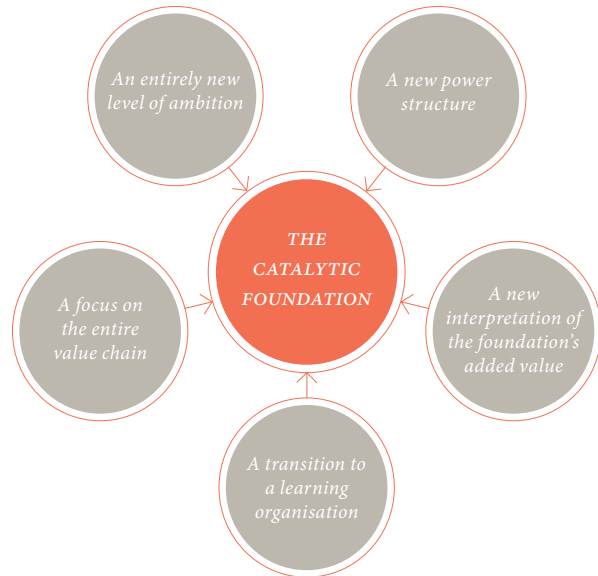 An entirely new
level of ambition
A new power
structure
THE
CATALYTIC
FOUNDATION
A focus on
the entire
value chain
A new
interpretation of
the foundation's
added value
A transition to
a learning
organisation